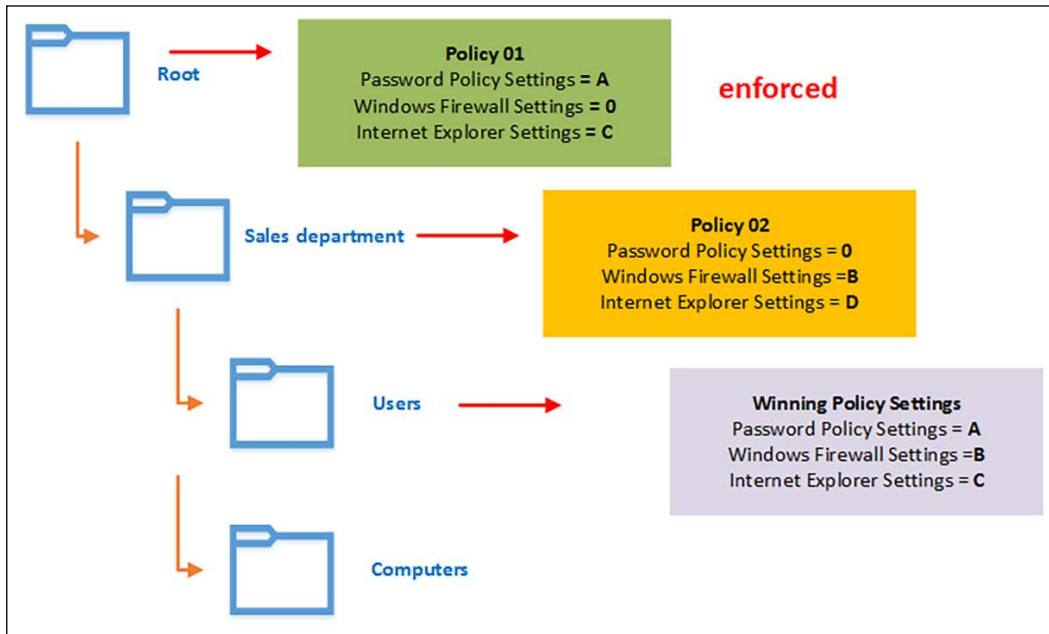 Root
Policy 01
Password Policy Settings = A
Windows Firewall Settings = 0
Internet Explorer Settings = C
enforced
Sales department
Policy 02
Password Policy Settings = 0
Windows Firewall Settings =B
Internet Explorer Settings = D
Users
Winning Policy Settings
Password Policy Settings = A
Windows Firewall Settings =B
Internet Explorer Settings = C
Computers